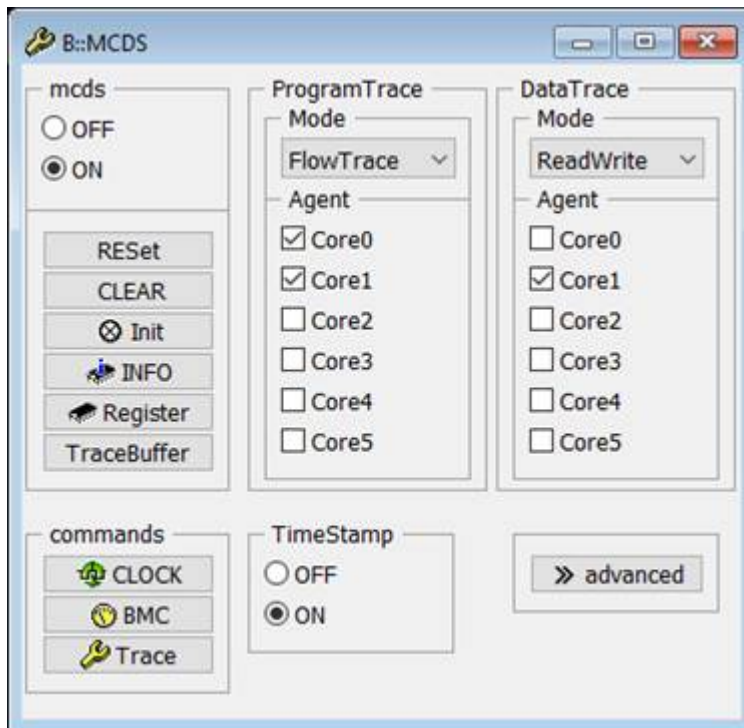 B::MCDS
mcds
OFF
ON
RESet
CLEAR
Init
INFO
Register
TraceBuffer
commands
CLOCK
BMC
Trace
ProgramTrace
Mode
FlowTrace
Agent
Core0
Core1
Core2
Core3
Core4
Core5
TimeStamp
OFF
ON
DataTrace
Mode
ReadWrite
Agent
Core0
Core1
Core2
Core3
Core4
Core5
advanced